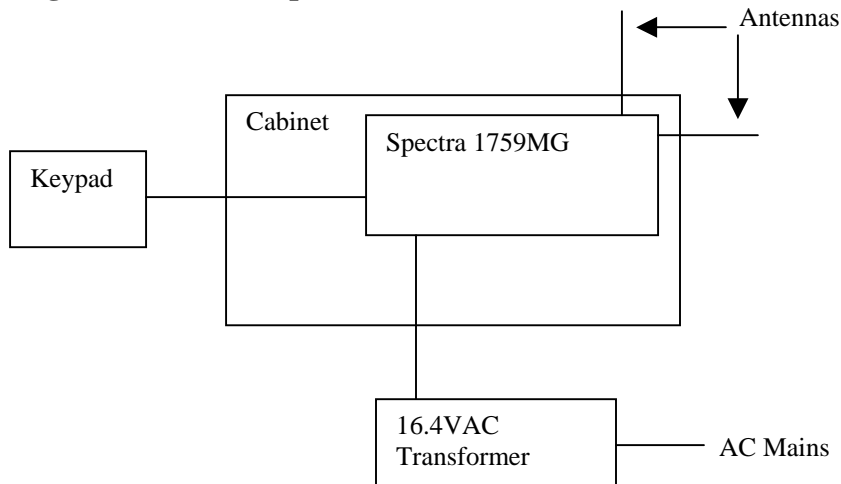 Antennas
Cabinet
Spectra 1759MG
Keypad
16.4VAC
Transformer
AC Mains